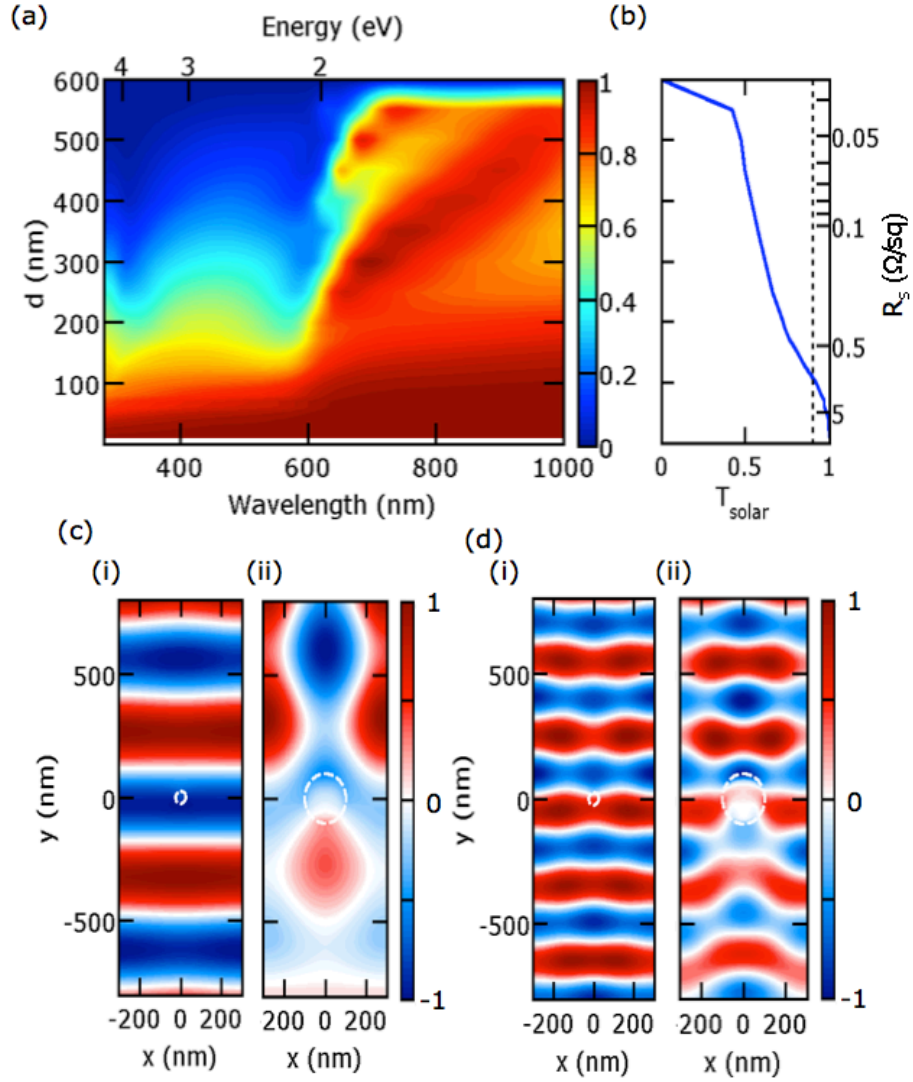 (a)
Energy (eV)
4 3 2
600
500
400
300
200
100
d (nm)
400 600 800 1000
Wavelength (nm)
1
0.8
0.6
0.4
0.2
0
(b)
0.05
0.1
0.5
5
Rs (Ω/sq)
0 0.5 1
Tsolar
(c)
(i) (ii)
500
0
-500
y (nm)
-200 0 200
x (nm)
-200 0 200
x (nm)
1
0
-1
(d)
(i) (ii)
500
0
-500
y (nm)
-200 0 200
x (nm)
-200 0 200
x (nm)
1
0
-1